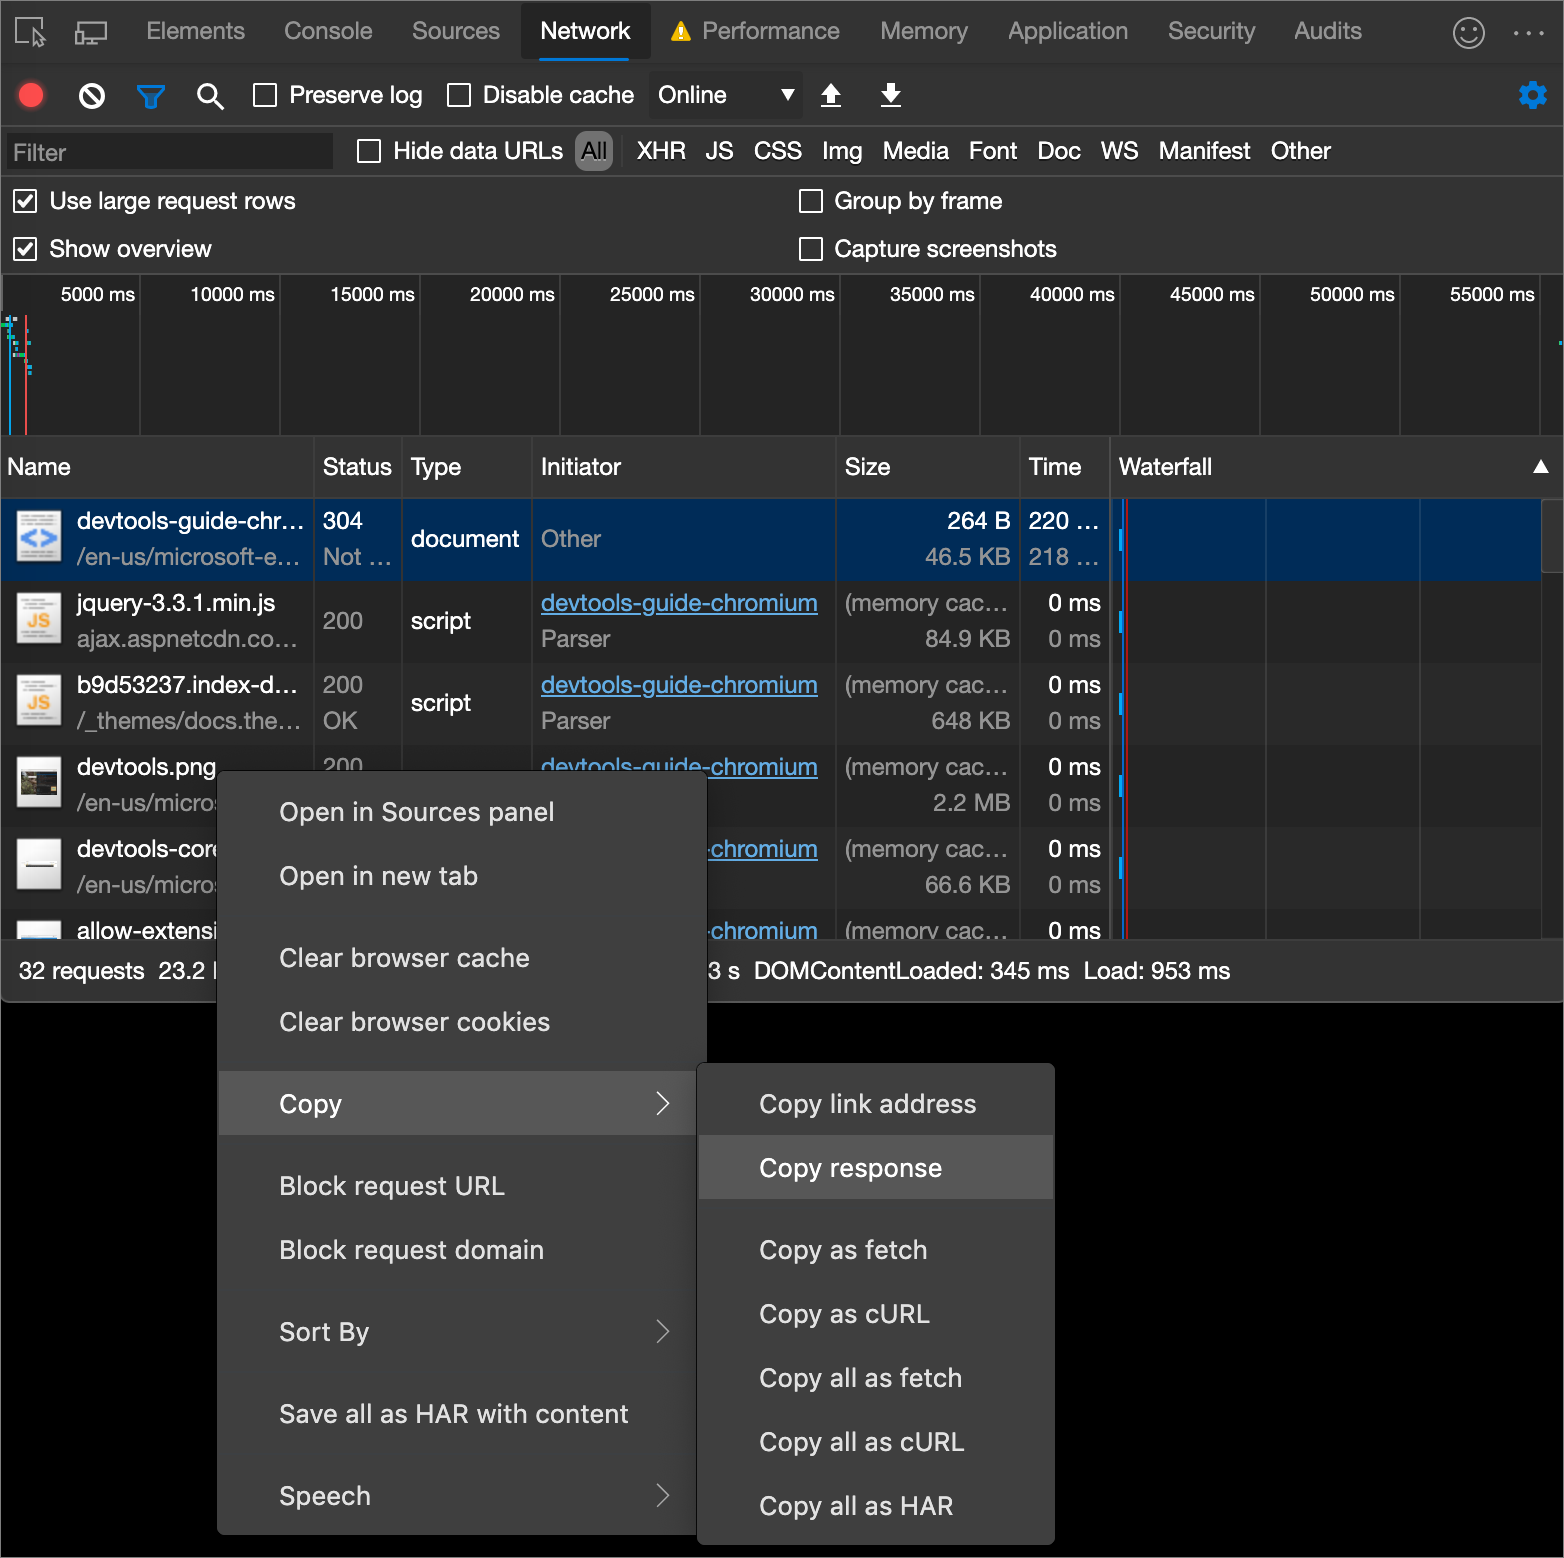 Elements Console Sources Network Performance Memory Application Security Audits
Preserve log Disable cache Online
Filter Hide data URLs All XHR JS CSS Img Media Font Doc WS Manifest Other
Use large request rows Group by frame
Show overview Capture screenshots
5000 ms 10000 ms 15000 ms 20000 ms 25000 ms 30000 ms 35000 ms 40000 ms 45000 ms 50000 ms 55000 ms
Name Status Type Initiator Size Time Waterfall
devtools-guide-chr... 304 document Other 264 B 220 ...
/en-us/microsoft-e... Not ... 46.5 KB 218 ...
JS jquery-3.3.1.min.js 200 script devtools-guide-chromium (memory cac... 0 ms
ajax.aspnetcdn.co... Parser 84.9 KB 0 ms
JS b9d53237.index-d... 200 script devtools-guide-chromium (memory cac... 0 ms
/_themes/docs.the... OK Parser 648 KB 0 ms
devtools.png 200 devtools-guide-chromium (memory cac... 0 ms
/en-us/micros 2.2 MB 0 ms
devtools-core -chromium (memory cac... 0 ms
/en-us/micros 66.6 KB 0 ms
allow-extensi -chromium (memory cac... 0 ms
32 requests 23.2 3 s DOMContentLoaded: 345 ms Load: 953 ms
Open in Sources panel
Open in new tab
Clear browser cache
Clear browser cookies
Copy
Block request URL
Block request domain
Sort By
Save all as HAR with content
Speech
Copy link address
Copy response
Copy as fetch
Copy as cURL
Copy all as fetch
Copy all as cURL
Copy all as HAR